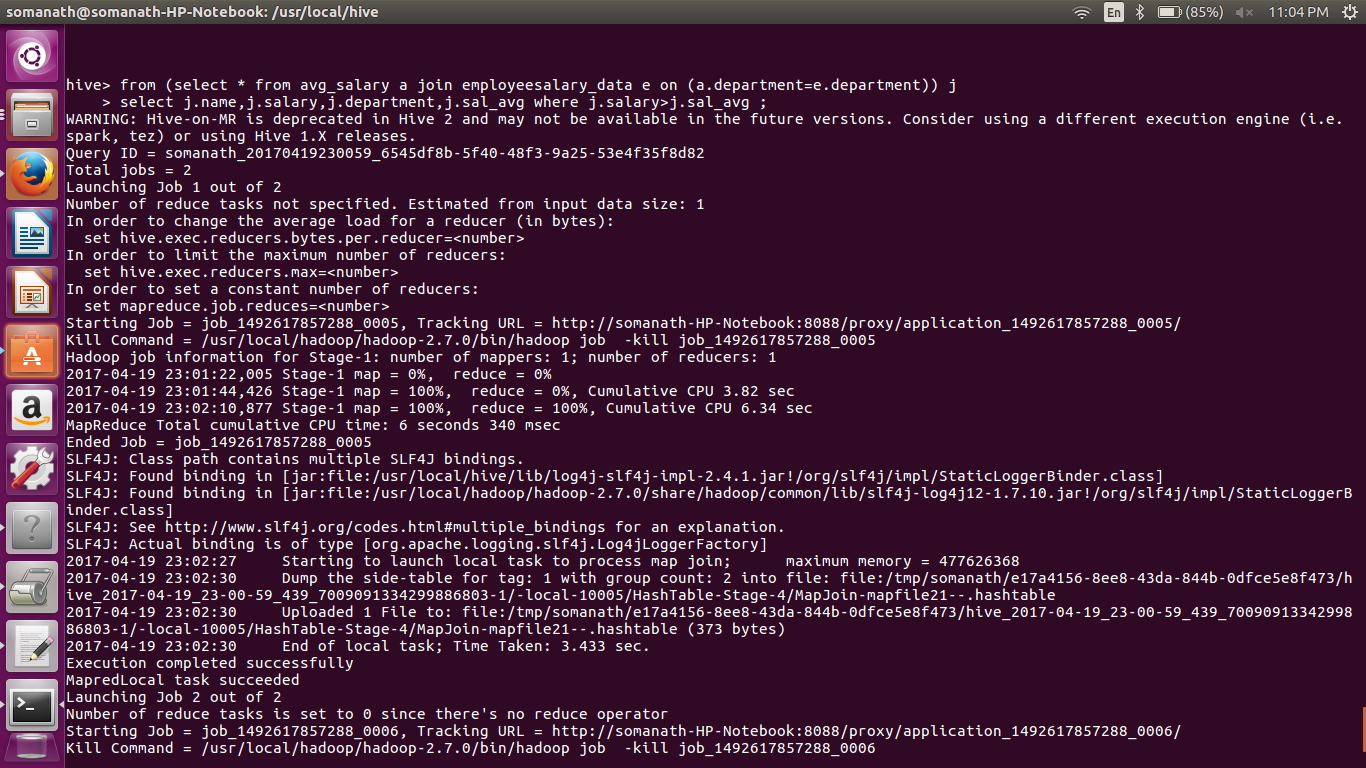 somanath@somanath-HP-Notebook: /usr/local/hive
En
(85%)
11:04 PM
hive> from (select * from avg_salary a join employeesalary_data e on (a.department=e.department)) j
    > select j.name,j.salary,j.department,j.sal_avg where j.salary>j.sal_avg ;
WARNING: Hive-on-MR is deprecated in Hive 2 and may not be available in the future versions. Consider using a different execution engine (i.e.
spark, tez) or using Hive 1.X releases.
Query ID = somanath_20170419230059_6545df8b-5f40-48f3-9a25-53e4f35f8d82
Total jobs = 2
Launching Job 1 out of 2
Number of reduce tasks not specified. Estimated from input data size: 1
In order to change the average load for a reducer (in bytes):
  set hive.exec.reducers.bytes.per.reducer=<number>
In order to limit the maximum number of reducers:
  set hive.exec.reducers.max=<number>
In order to set a constant number of reducers:
  set mapreduce.job.reduces=<number>
Starting Job = job_1492617857288_0005, Tracking URL = http://somanath-HP-Notebook:8088/proxy/application_1492617857288_0005/
Kill Command = /usr/local/hadoop/hadoop-2.7.0/bin/hadoop job  -kill job_1492617857288_0005
Hadoop job information for Stage-1: number of mappers: 1; number of reducers: 1
2017-04-19 23:01:22,005 Stage-1 map = 0%,  reduce = 0%
2017-04-19 23:01:44,426 Stage-1 map = 100%,  reduce = 0%, Cumulative CPU 3.82 sec
2017-04-19 23:02:10,877 Stage-1 map = 100%,  reduce = 100%, Cumulative CPU 6.34 sec
MapReduce Total cumulative CPU time: 6 seconds 340 msec
Ended Job = job_1492617857288_0005
SLF4J: Class path contains multiple SLF4J bindings.
SLF4J: Found binding in [jar:file:/usr/local/hive/lib/log4j-slf4j-impl-2.4.1.jar!/org/slf4j/impl/StaticLoggerBinder.class]
SLF4J: Found binding in [jar:file:/usr/local/hadoop/hadoop-2.7.0/share/hadoop/common/lib/slf4j-log4j12-1.7.10.jar!/org/slf4j/impl/StaticLoggerB
inder.class]
SLF4J: See http://www.slf4j.org/codes.html#multiple_bindings for an explanation.
SLF4J: Actual binding is of type [org.apache.logging.slf4j.Log4jLoggerFactory]
2017-04-19 23:02:27     Starting to launch local task to process map join;      maximum memory = 477626368
2017-04-19 23:02:30     Dump the side-table for tag: 1 with group count: 2 into file: file:/tmp/somanath/e17a4156-8ee8-43da-844b-0dfce5e8f473/h
ive_2017-04-19_23-00-59_439_7009091334299886803-1/-local-10005/HashTable-Stage-4/MapJoin-mapfile21--.hashtable
2017-04-19 23:02:30     Uploaded 1 File to: file:/tmp/somanath/e17a4156-8ee8-43da-844b-0dfce5e8f473/hive_2017-04-19_23-00-59_439_70090913342998
86803-1/-local-10005/HashTable-Stage-4/MapJoin-mapfile21--.hashtable (373 bytes)
2017-04-19 23:02:30     End of local task; Time Taken: 3.433 sec.
Execution completed successfully
MapredLocal task succeeded
Launching Job 2 out of 2
Number of reduce tasks is set to 0 since there's no reduce operator
Starting Job = job_1492617857288_0006, Tracking URL = http://somanath-HP-Notebook:8088/proxy/application_1492617857288_0006/
Kill Command = /usr/local/hadoop/hadoop-2.7.0/bin/hadoop job  -kill job_1492617857288_0006